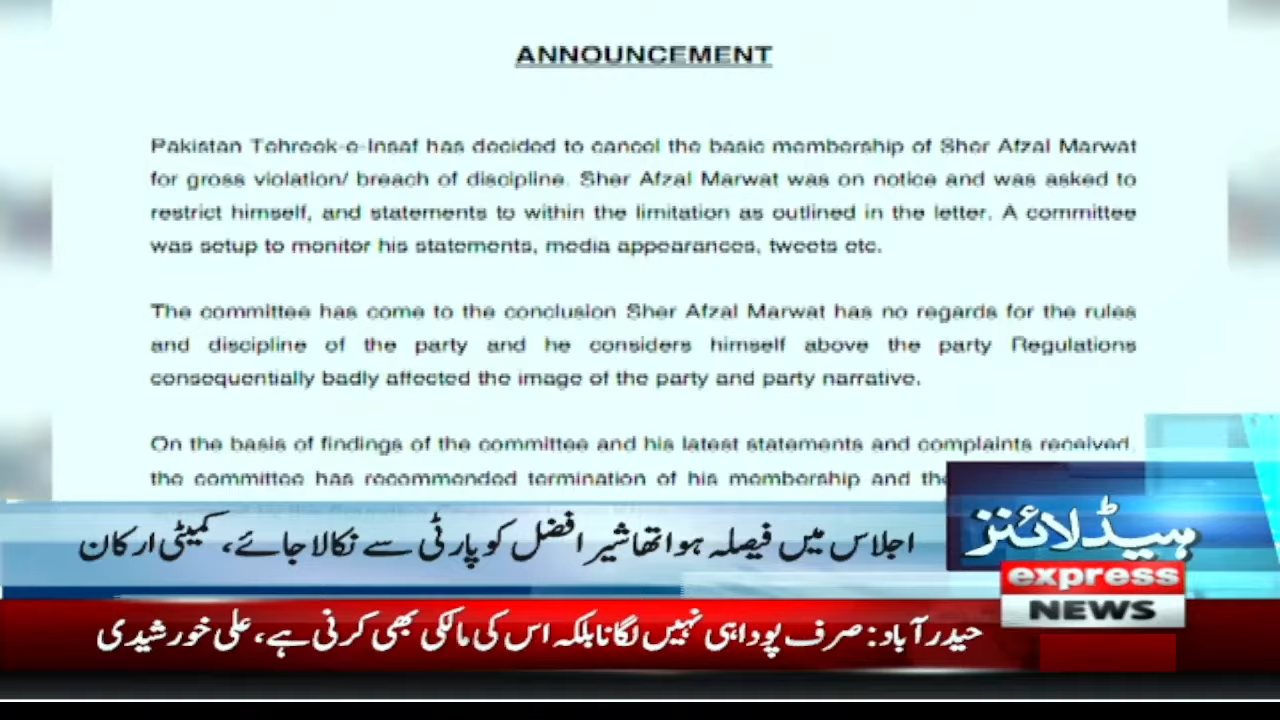 ANNOUNCEMENT
Pakistan Tehreek-e-Insaf has decided to cancel the basic membership of Sher Afzal Marwat
for gross violation/ breach of discipline. Sher Afzal Marwat was on notice and was asked to
restrict himself, and statements to within the limitation as outlined in the letter. A committee
was setup to monitor his statements, media appearances, tweets etc.
The committee has come to the conclusion Sher Afzal Marwat has no regards for the rules
and discipline of the party and he considers himself above the party Regulations
consequentially badly affected the image of the party and party narrative.
On the basis of findings of the committee and his latest statements and complaints received,
the committee has recommended termination of his membership and the
اجلاس میں فیصلہ ہوا تھا شیر افضل کو پارٹی سے نکالا جائے، کمیٹی ارکان
ہیڈلائنز
express
NEWS
حیدرآباد: صرف پودا ہی نہیں لگانا بلکہ اس کی مالکی بھی کرنی ہے، علی خورشیدی